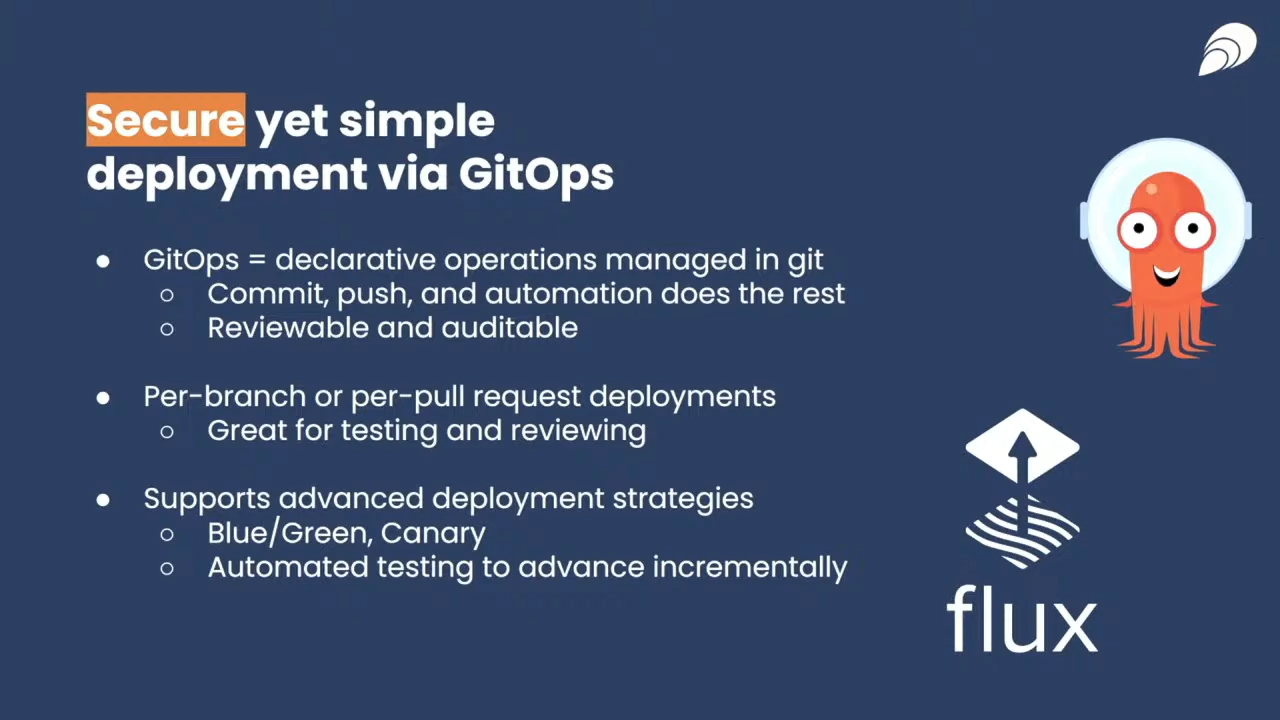 Secure yet simple
deployment via GitOps
● GitOps = declarative operations managed in git
○ Commit, push, and automation does the rest
○ Reviewable and auditable
● Per-branch or per-pull request deployments
○ Great for testing and reviewing
● Supports advanced deployment strategies
○ Blue/Green, Canary
○ Automated testing to advance incrementally
flux